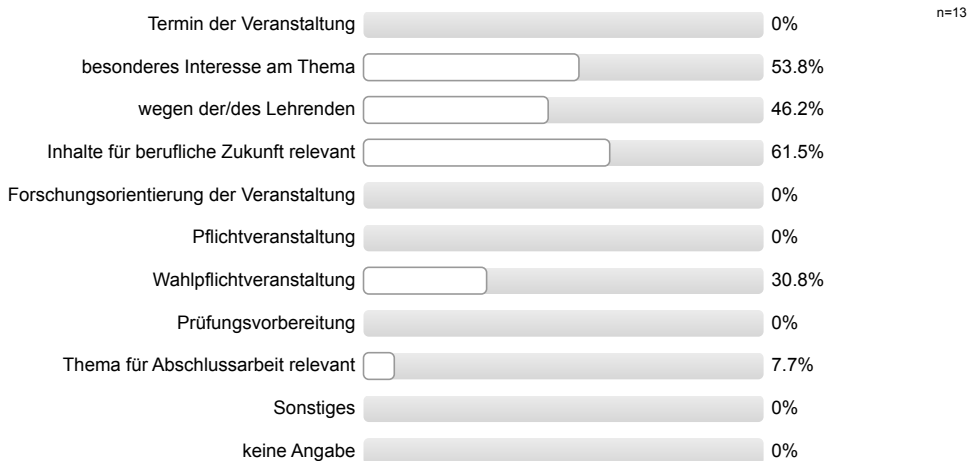 n=13
Termin der Veranstaltung 0%
besonderes Interesse am Thema 53.8%
wegen der/des Lehrenden 46.2%
Inhalte für berufliche Zukunft relevant 61.5%
Forschungsorientierung der Veranstaltung 0%
Pflichtveranstaltung 0%
Wahlpflichtveranstaltung 30.8%
Prüfungsvorbereitung 0%
Thema für Abschlussarbeit relevant 7.7%
Sonstiges 0%
keine Angabe 0%